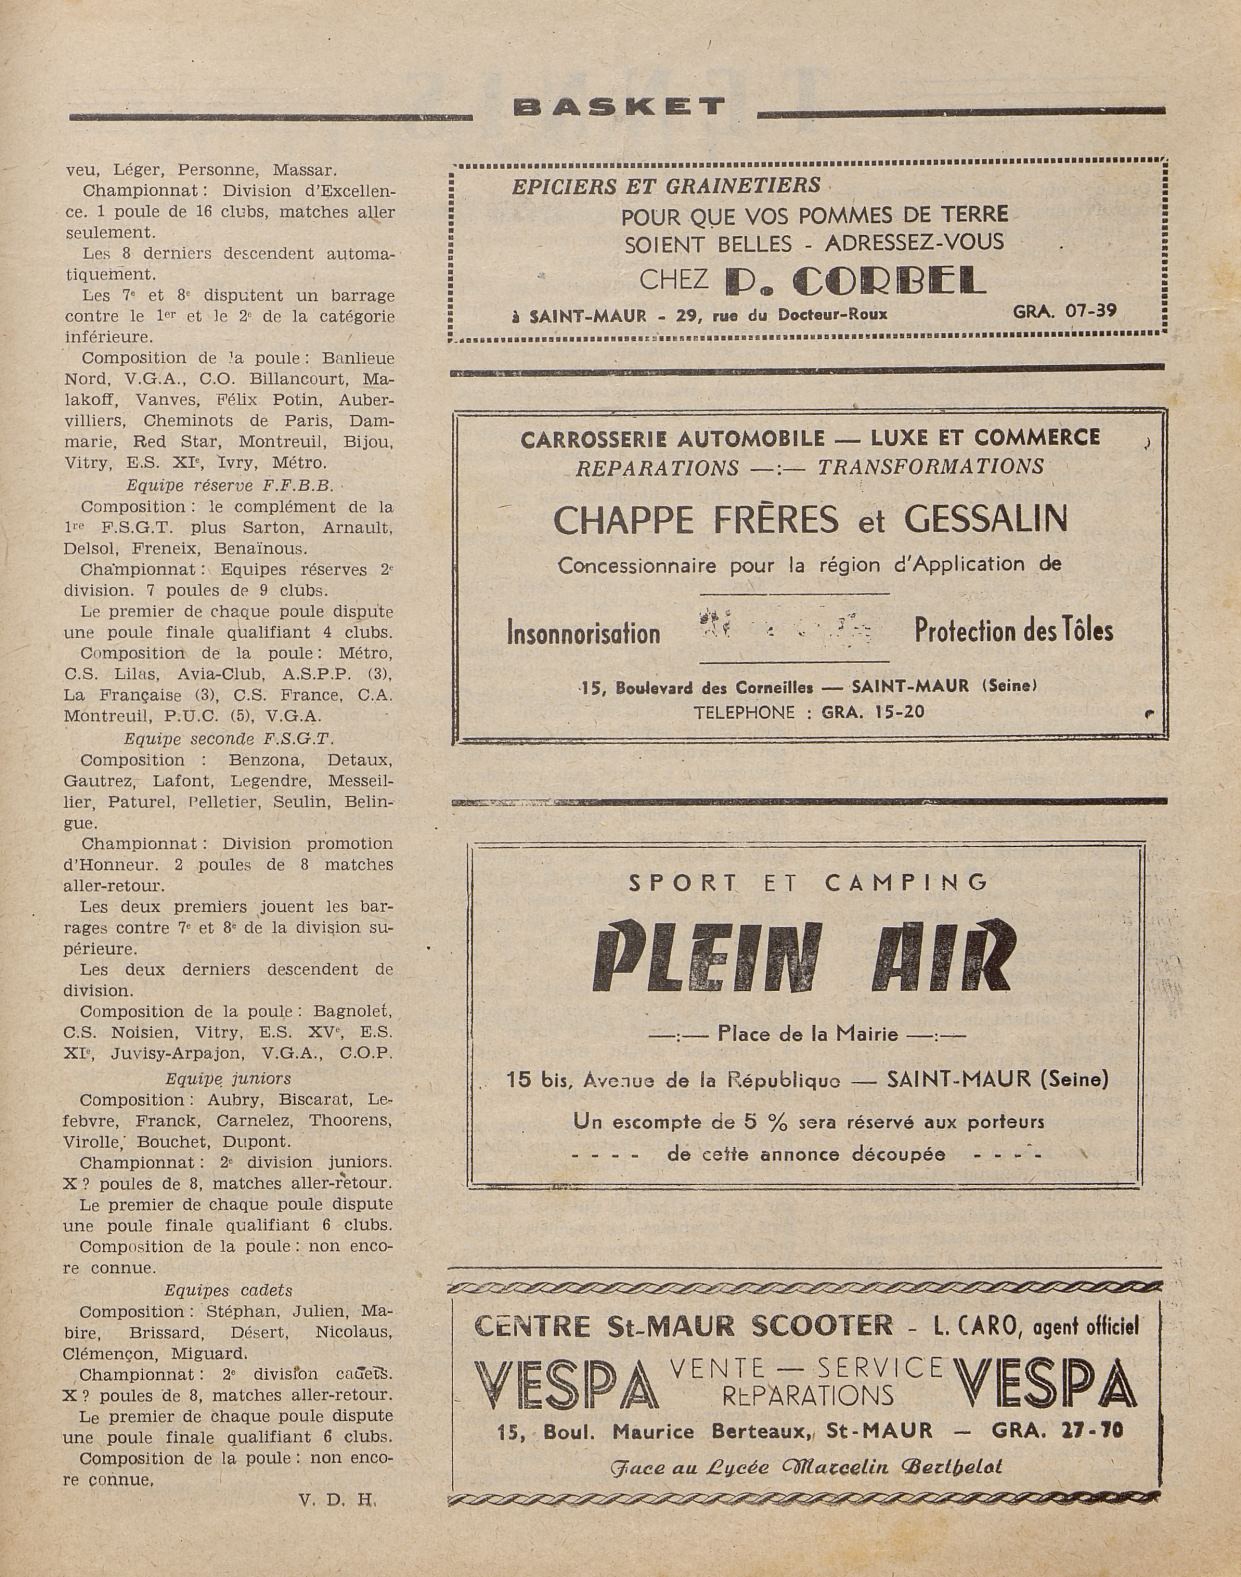 BASKET
veu, Léger, Personne, Massar.
Championnat : Division d'Excellen-
ce. 1 poule de 16 clubs, matches aller
seulement.
Les 8 derniers descendent automa-
tiquement.
Les 7e et 8e disputent un barrage
contre le 1er et le 2e de la catégorie
inférieure.
Composition de la poule : Banlieue
Nord, V.G.A., C.O. Billancourt, Ma-
lakoff, Vanves, Félix Potin, Auber-
villiers, Cheminots de Paris, Dam-
marie, Red Star, Montreuil, Bijou,
Vitry, E.S. XIe, Ivry, Métro.
Equipe réserve F.F.B.B.
Composition : le complément de la
1re F.S.G.T. plus Sarton, Arnault,
Delsol, Freneix, Benaïnous.
Championnat : Equipes réserves 2e
division. 7 poules de 9 clubs.
Le premier de chaque poule dispute
une poule finale qualifiant 4 clubs.
Composition de la poule : Métro,
C.S. Lilas, Avia-Club, A.S.P.P. (3),
La Française (3), C.S. France, C.A.
Montreuil, P.U.C. (5), V.G.A.
Equipe seconde F.S.G.T.
Composition : Benzona, Detaux,
Gautrez, Lafont, Legendre, Messeil-
lier, Paturel, Pelletier, Seulin, Belin-
gue.
Championnat : Division promotion
d'Honneur. 2 poules de 8 matches
aller-retour.
Les deux premiers jouent les bar-
rages contre 7e et 8e de la division su-
périeure.
Les deux derniers descendent de
division.
Composition de la poule : Bagnolet,
C.S. Noisien, Vitry, E.S. XVe, E.S.
XIe, Juvisy-Arpajon, V.G.A., C.O.P.
Equipe juniors
Composition : Aubry, Biscarat, Le-
febvre, Franck, Carnelez, Thoorens,
Virolle, Bouchet, Dupont.
Championnat : 2e division juniors.
X ? poules de 8, matches aller-retour.
Le premier de chaque poule dispute
une poule finale qualifiant 6 clubs.
Composition de la poule : non enco-
re connue.
Equipes cadets
Composition : Stéphan, Julien, Ma-
bire, Brissard, Désert, Nicolaus,
Clémençon, Miguard.
Championnat : 2e division cadets.
X ? poules de 8, matches aller-retour.
Le premier de chaque poule dispute
une poule finale qualifiant 6 clubs.
Composition de la poule : non enco-
re connue.
V. D. H.
EPICIERS ET GRAINETIERS
POUR QUE VOS POMMES DE TERRE
SOIENT BELLES - ADRESSEZ-VOUS
CHEZ P. CORBEL
à SAINT-MAUR - 29, rue du Docteur-Roux GRA. 07-39
CARROSSERIE AUTOMOBILE — LUXE ET COMMERCE
REPARATIONS —:— TRANSFORMATIONS
CHAPPE FRÈRES et GESSALIN
Concessionnaire pour la région d'Application de
Insonnorisation Protection des Tôles
15, Boulevard des Corneilles — SAINT-MAUR (Seine)
TELEPHONE : GRA. 15-20
SPORT ET CAMPING
PLEIN AIR
—:— Place de la Mairie —:—
15 bis, Avenue de la République — SAINT-MAUR (Seine)
Un escompte de 5 % sera réservé aux porteurs
- - - - de cette annonce découpée - - - -
CENTRE St-MAUR SCOOTER - L. CARO, agent officiel
VESPA VENTE — SERVICE VESPA
REPARATIONS
15, Boul. Maurice Berteaux, St-MAUR — GRA. 27-70
Face au Lycée Marcelin Berthelot